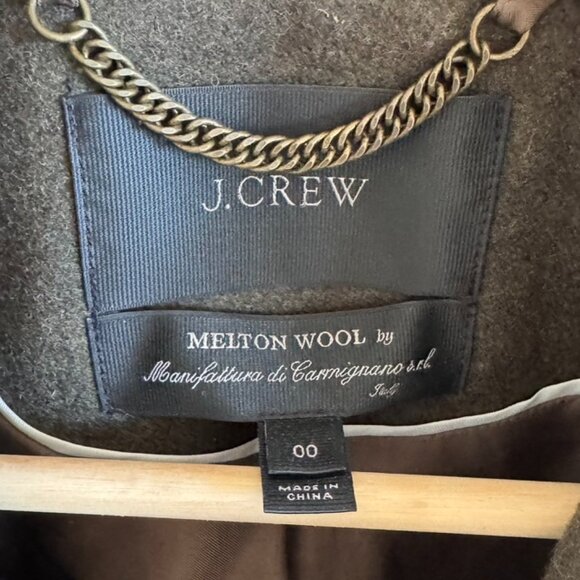 J.CREW
MELTON WOOL by
Manifattura di Carmignano s.r.l.
Italy
00
MADE IN
CHINA